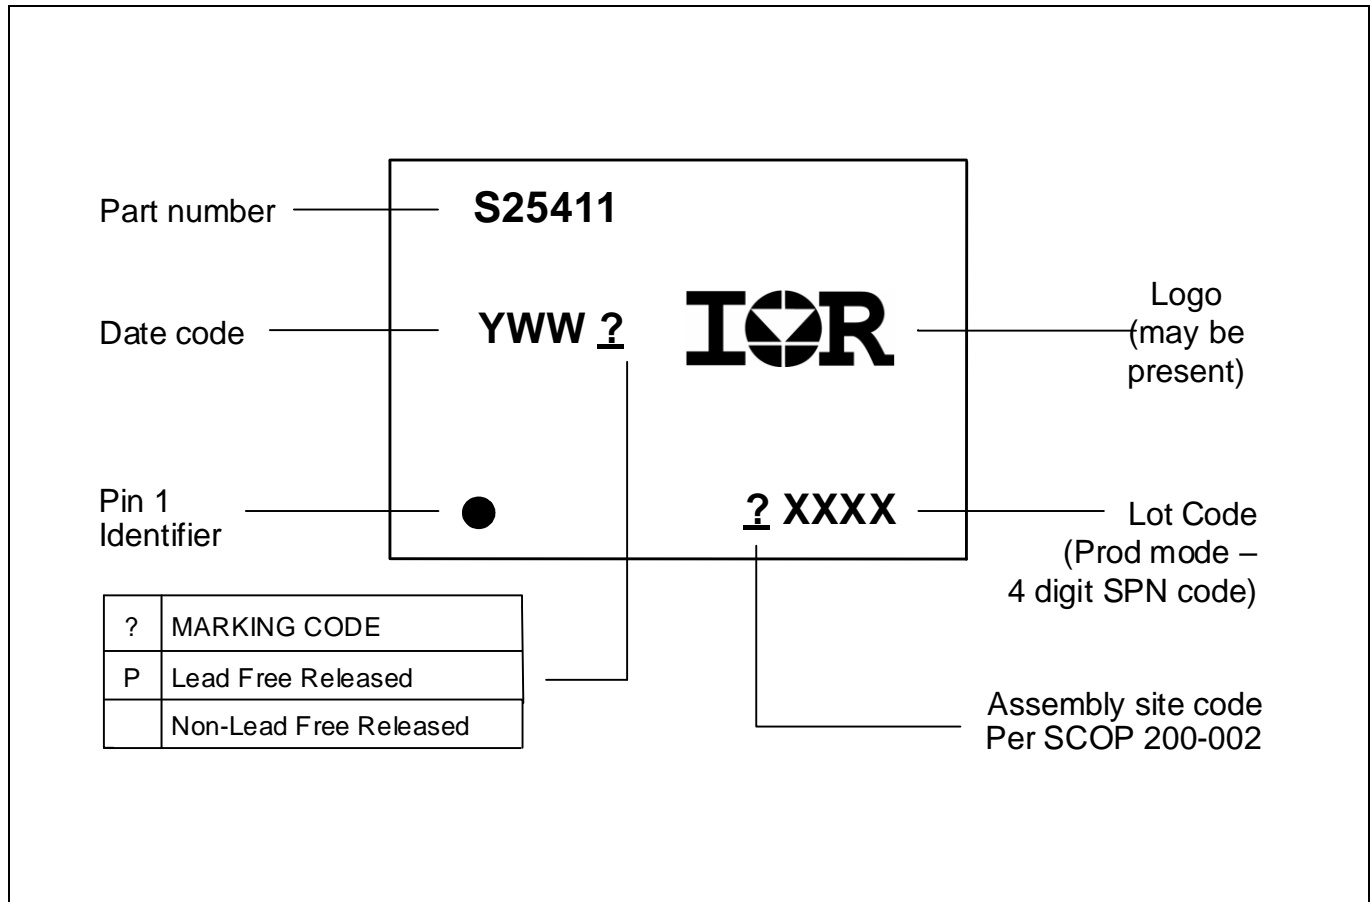 Part number
S25411
Date code
YWW ?
IOR
Logo
(may be
present)
Pin 1
Identifier
? XXXX
Lot Code
(Prod mode –
4 digit SPN code)
? MARKING CODE
P Lead Free Released
Non-Lead Free Released
Assembly site code
Per SCOP 200-002